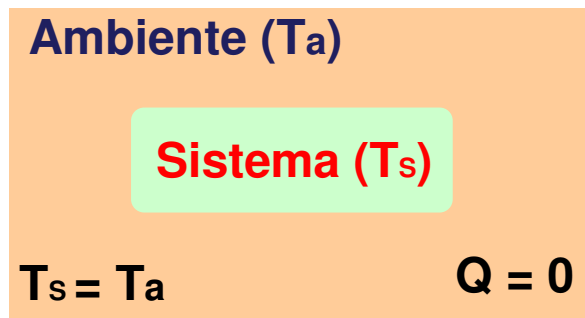 Ambiente (Ta)
Sistema (Ts)
Ts = Ta
Q = 0